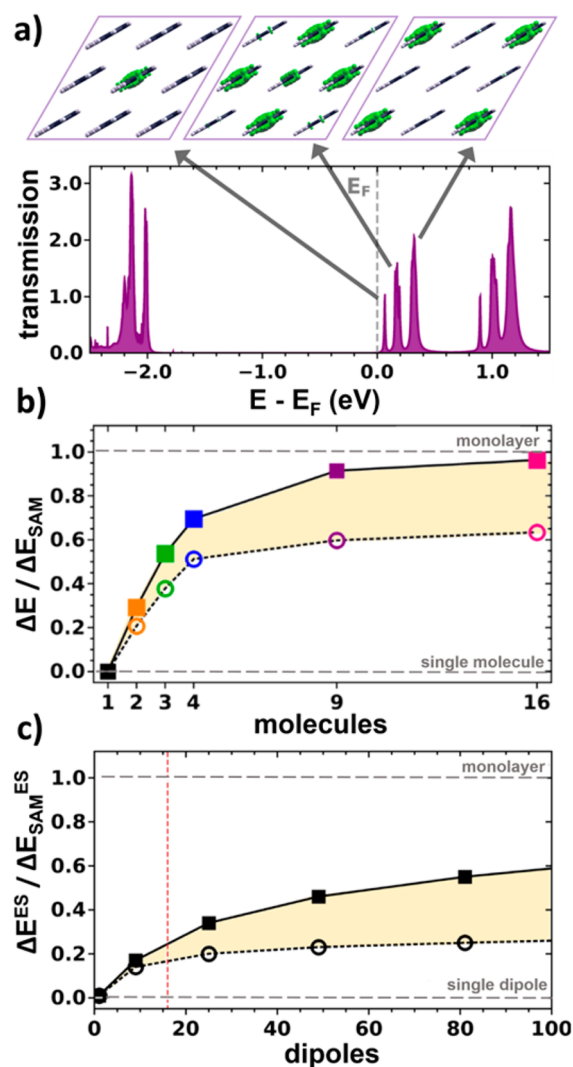 a)
E_F
transmission
3.0
2.0
1.0
0.0
−2.0
−1.0
0.0
1.0
E - E_F (eV)
b)
monolayer
ΔE / ΔE_SAM
1.0
0.8
0.6
0.4
0.2
0.0
single molecule
1
2
3
4
9
16
molecules
c)
monolayer
ΔE^ES / ΔE_SAM^ES
1.0
0.8
0.6
0.4
0.2
0.0
single dipole
0
20
40
60
80
100
dipoles